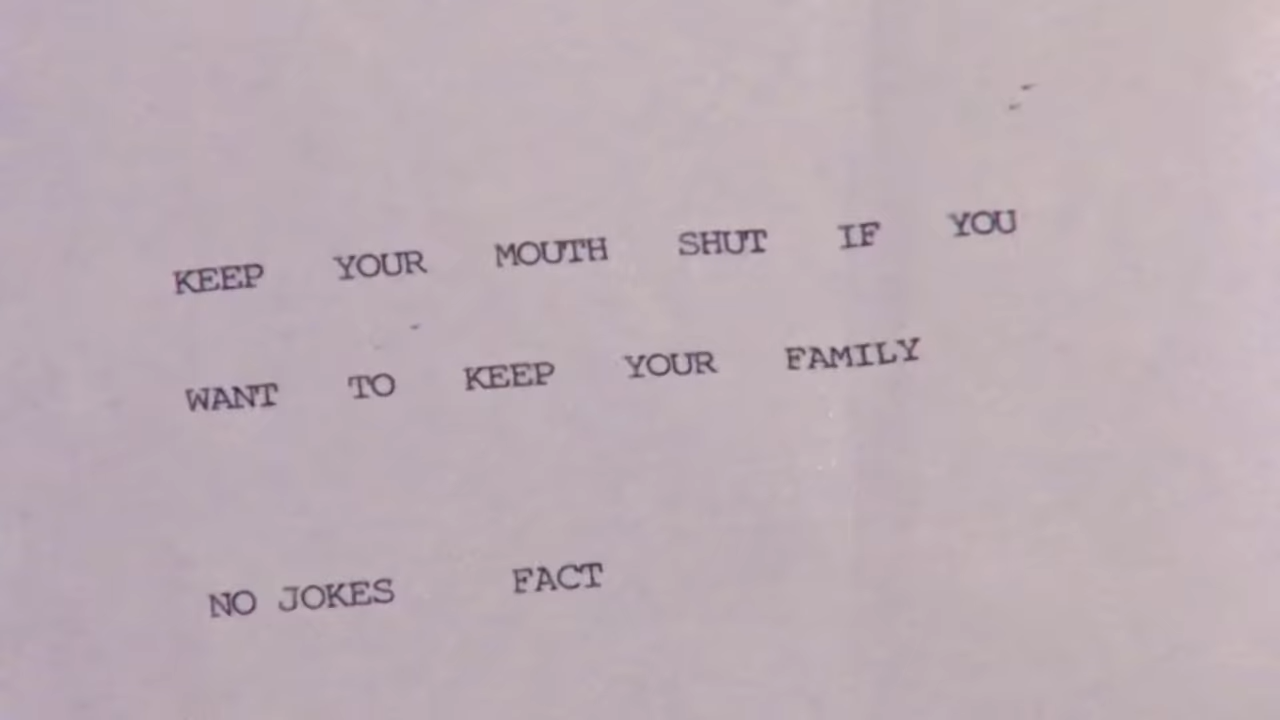 KEEP YOUR MOUTH SHUT IF YOU
WANT TO KEEP YOUR FAMILY
NO JOKES FACT